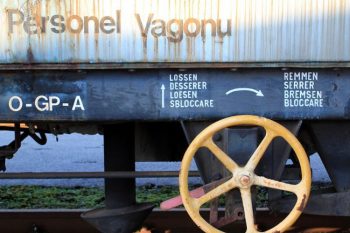 Personel Vagonu
LOSSEN
DESSERER
LOESEN
SBLOCCARE
REMMEN
SERRER
BREMSEN
BLOCCARE
O-GP-A